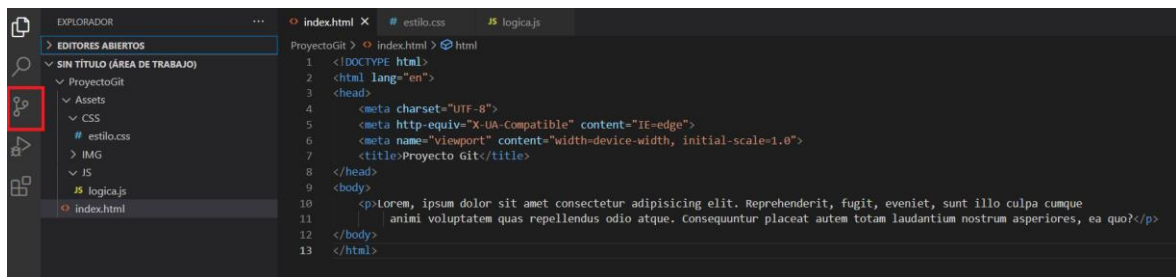 EXPLORADOR ...
EDITORES ABIERTOS
SIN TÍTULO (ÁREA DE TRABAJO)
ProyectoGit
Assets
CSS
# estilo.css
IMG
JS
JS logica.js
index.html
index.html # estilo.css JS logica.js
ProyectoGit > index.html > html
1 <!DOCTYPE html>
2 <html lang="en">
3 <head>
4 <meta charset="UTF-8">
5 <meta http-equiv="X-UA-Compatible" content="IE=edge">
6 <meta name="viewport" content="width=device-width, initial-scale=1.0">
7 <title>Proyecto Git</title>
8 </head>
9 <body>
10 <p>Lorem, ipsum dolor sit amet consectetur adipisicing elit. Reprehenderit, fugit, eveniet, sunt illo culpa cumque
11 animi voluptatem quas repellendus odio atque. Consequuntur placeat autem totam laudantium nostrum asperiores, ea quo?</p>
12 </body>
13 </html>